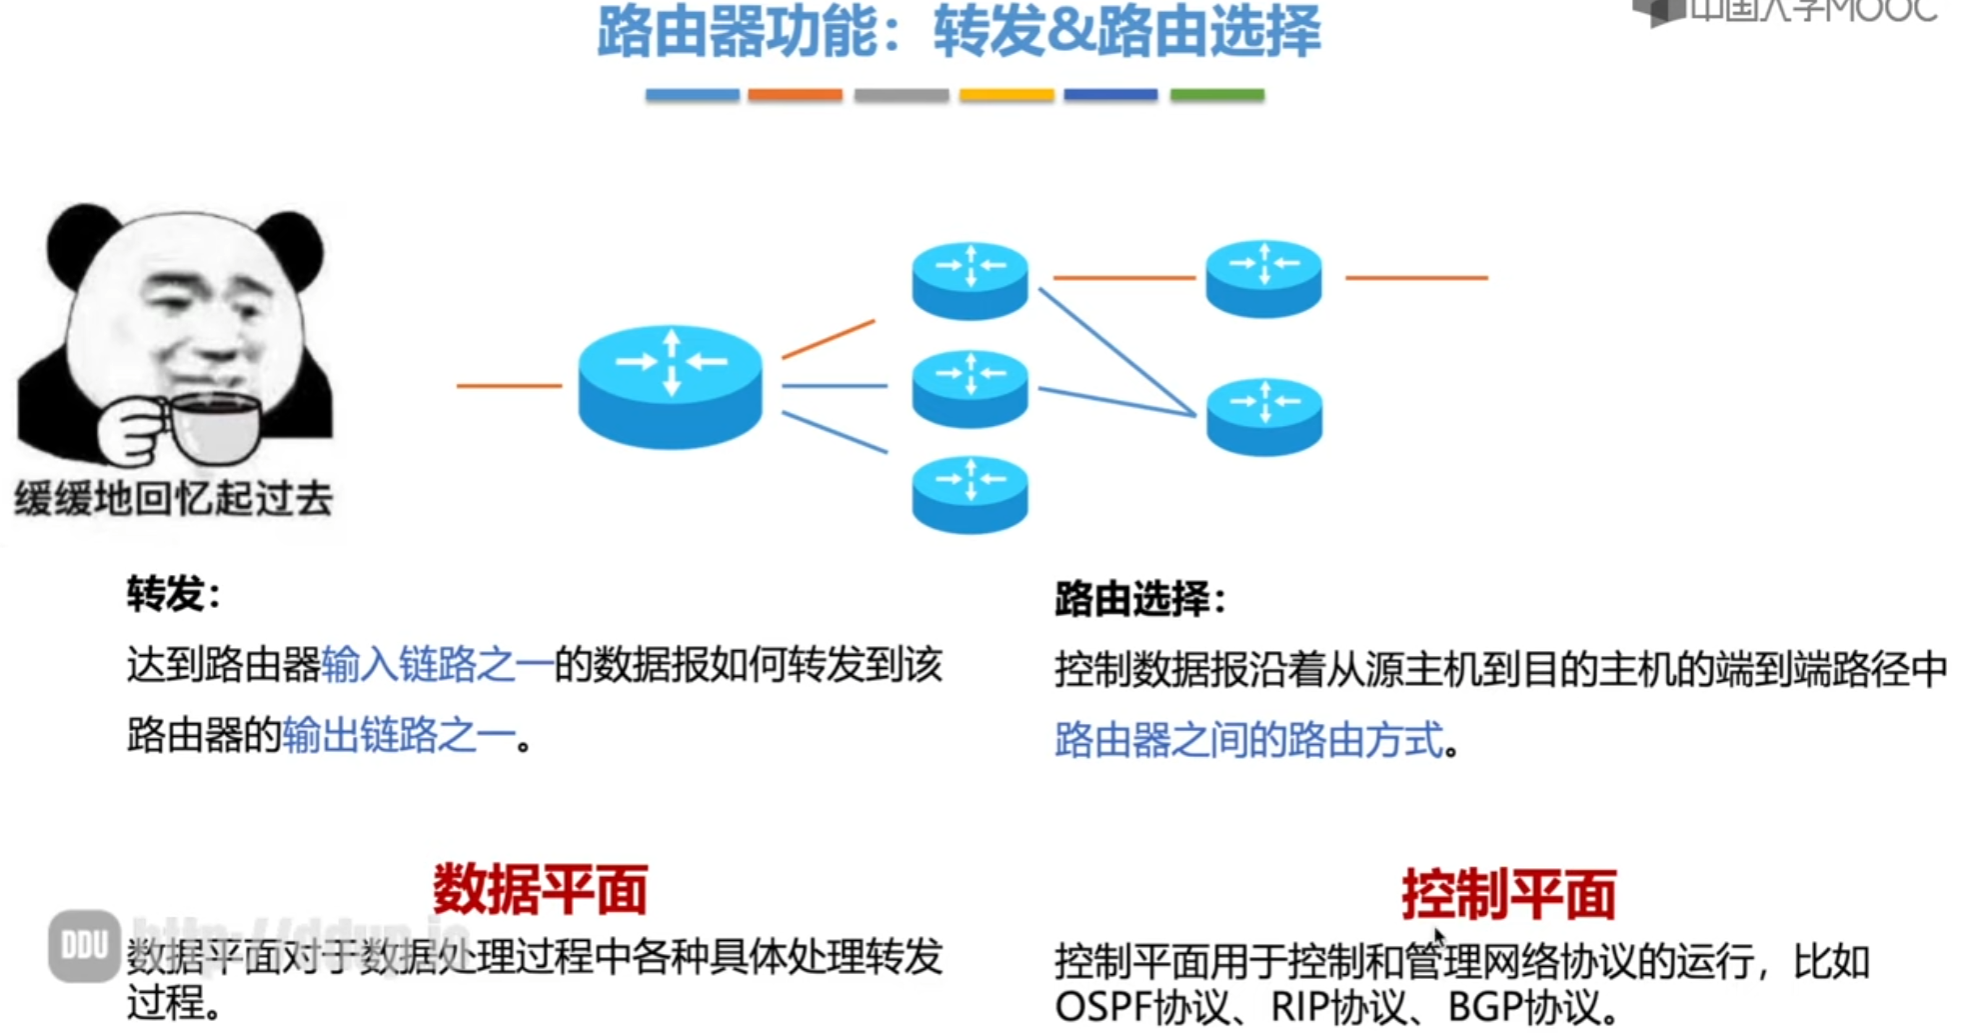 路由器功能：转发&路由选择
中国大学MOOC
缓缓地回忆起过去
转发：
达到路由器输入链路之一的数据报如何转发到该
路由器的输出链路之一。
路由选择：
控制数据报沿着从源主机到目的主机的端到端路径中
路由器之间的路由方式。
数据平面
数据平面对于数据处理过程中各种具体处理转发
过程。
控制平面
控制平面用于控制和管理网络协议的运行，比如
OSPF协议、RIP协议、BGP协议。
DDU
http://ddup.io